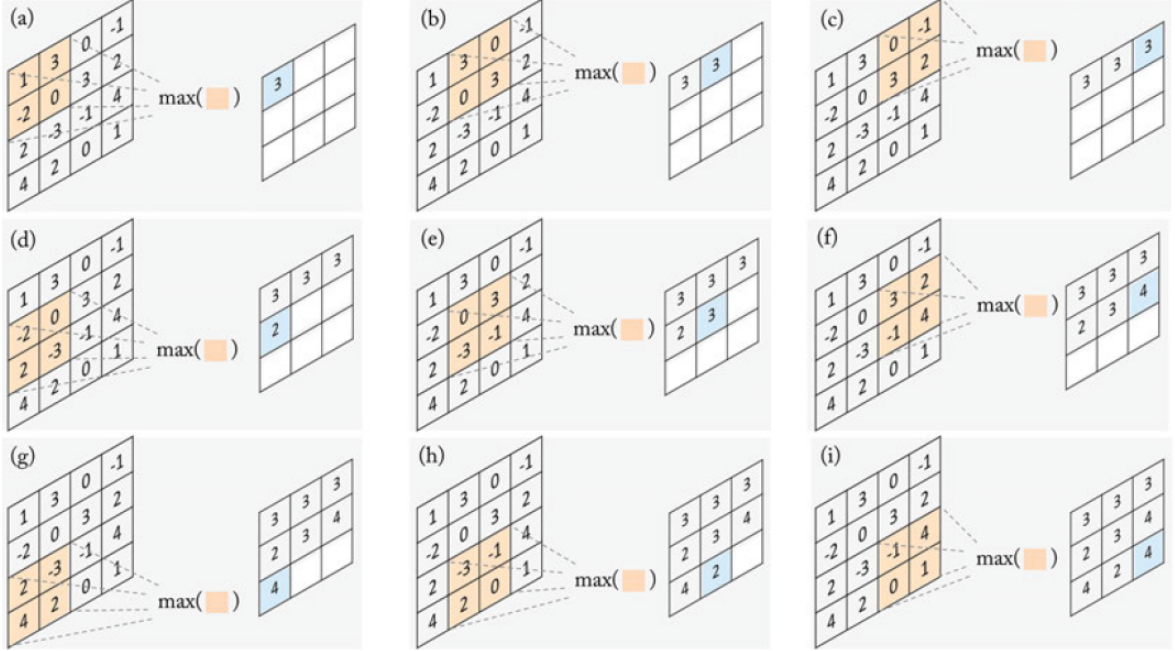 (a)
1 3 0 -1
-2 0 3 2
2 -3 -1 4
4 2 0 1
max( )
3
(b)
1 3 0 -1
-2 0 3 2
2 -3 -1 4
4 2 0 1
max( )
3 3
(c)
1 3 0 -1
-2 0 3 2
2 -3 -1 4
4 2 0 1
max( )
3 3 3
(d)
1 3 0 -1
-2 0 3 2
2 -3 -1 4
4 2 0 1
max( )
3 3 3
2
(e)
1 3 0 -1
-2 0 3 2
2 -3 -1 4
4 2 0 1
max( )
3 3 3
2 3
(f)
1 3 0 -1
-2 0 3 2
2 -3 -1 4
4 2 0 1
max( )
3 3 3
2 3 4
(g)
1 3 0 -1
-2 0 3 2
2 -3 -1 4
4 2 0 1
max( )
3 3 3
2 3 4
4
(h)
1 3 0 -1
-2 0 3 2
2 -3 -1 4
4 2 0 1
max( )
3 3 3
2 3 4
4 2
(i)
1 3 0 -1
-2 0 3 2
2 -3 -1 4
4 2 0 1
max( )
3 3 3
2 3 4
4 2 4